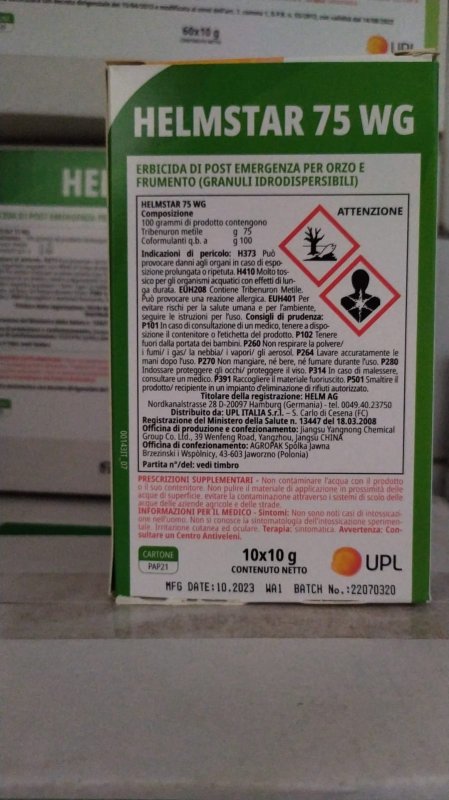 60x10 g
UPL
HEL
HELMSTAR 75 WG
ERBICIDA DI POST EMERGENZA PER ORZO E
FRUMENTO (GRANULI IDRODISPERSIBILI)
HELMSTAR 75 WG
Composizione
100 grammi di prodotto contengono
Tribenuron metile g 75
Coformulanti q.b. a g 100
ATTENZIONE
Indicazioni di pericolo: H373 Può
provocare danni agli organi in caso di espo-
sizione prolungata o ripetuta. H410 Molto tos-
sico per gli organismi acquatici con effetti di lun-
ga durata. EUH208 Contiene Tribenuron Metile.
Può provocare una reazione allergica. EUH401 Per
evitare rischi per la salute umana e per l'ambiente,
seguire le istruzioni per l'uso. Consigli di prudenza:
P101 In caso di consultazione di un medico, tenere a dispo-
sizione il contenitore o l'etichetta del prodotto. P102 Tenere
fuori dalla portata dei bambini. P260 Non respirare la polvere/
i fumi/ i gas/ la nebbia/ i vapori/ gli aerosol. P264 Lavare accuratamente le
mani dopo l'uso. P270 Non mangiare, né bere, né fumare durante l'uso. P280
Indossare proteggere gli occhi/ proteggere il viso. P314 In caso di malessere,
consultare un medico. P391 Raccogliere il materiale fuoriuscito. P501 Smaltire il
prodotto/ recipiente in un impianto d'eliminazione di rifiuti autorizzato.
Titolare della registrazione: HELM AG
Nordkanalstrasse 28 D-20097 Hamburg (Germania) - tel. 0049.40.23750
Distribuito da: UPL ITALIA S.r.l. – S. Carlo di Cesena (FC)
Registrazione del Ministero della Salute n. 13447 del 18.03.2008
Officina di produzione e confezionamento: Jiangsu Yangnong Chemical
Group Co. Ltd., 39 Wenfeng Road, Yangzhou, Jangsu CHINA
Officina di confezionamento: AGROPAK Spólka Jawna
Brzezinski i Wspólnicy, 43-603 Jaworzno (Polonia)
Partita n°/del: vedi timbro
PRESCRIZIONI SUPPLEMENTARI - Non contaminare l'acqua con il prodotto
o il suo contenitore. Non pulire il materiale di applicazione in prossimità delle
acque di superficie, evitare la contaminazione attraverso i sistemi di scolo delle
acque dalle aziende agricole e delle strade.
INFORMAZIONI PER IL MEDICO - Sintomi: Non sono noti casi di intossicazi-
one nell'uomo. Non si conosce la sintomatologia dell'intossicazione sperimen-
tale. Irritazione cutanea ed oculare. Terapia: sintomatica. Avvertenza: Con-
sultare un Centro Antiveleni.
CARTONE
PAP21
10x10 g
CONTENUTO NETTO
UPL
MFG DATE:10.2023 WA1 BATCH No.:22070320